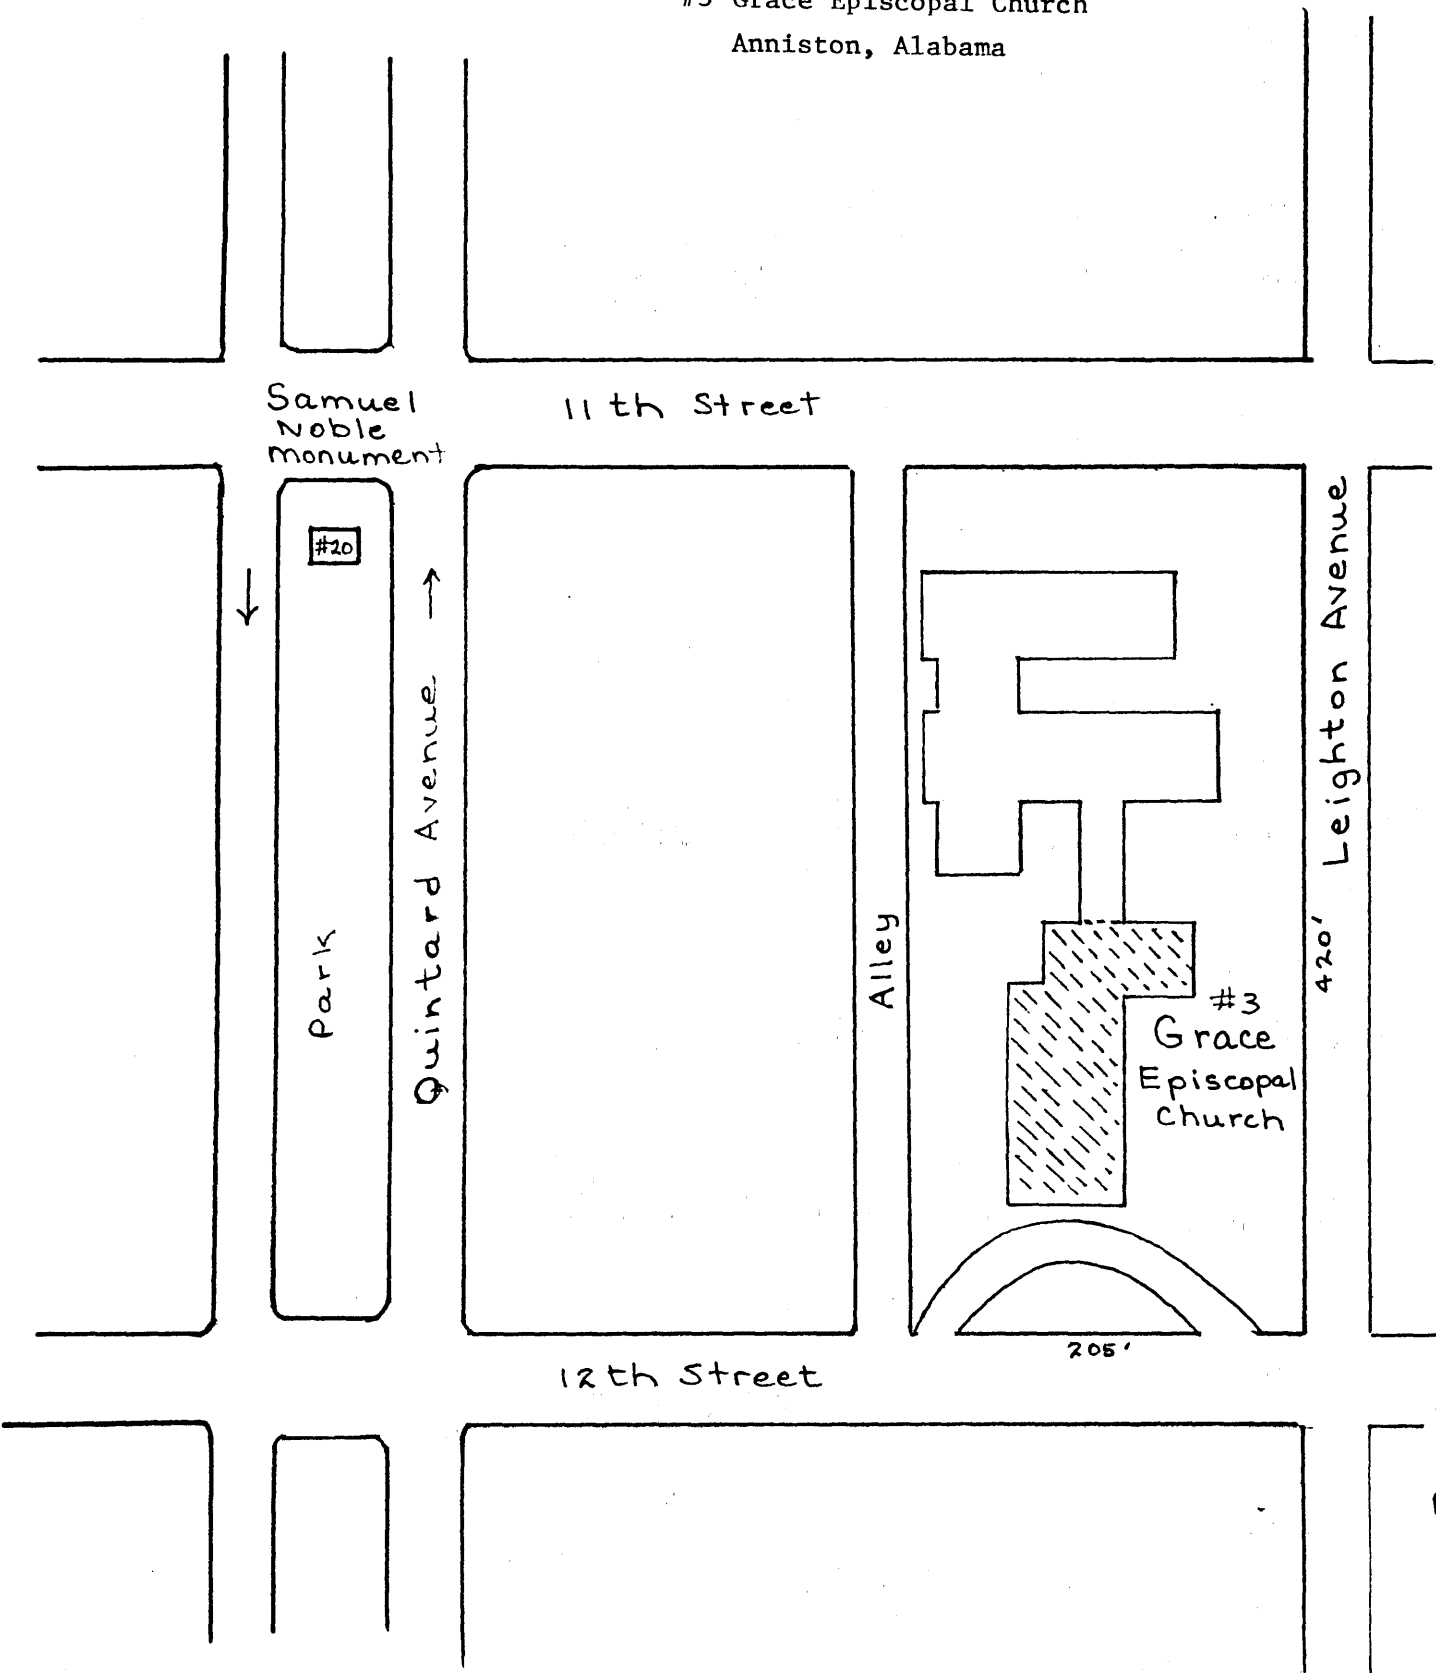 #3 Grace Episcopal Church
Anniston, Alabama
Samuel
Noble
monument
11th Street
#20
Quintard Avenue
Park
Alley
Leighton Avenue
420'
#3
Grace
Episcopal
Church
205'
12th Street